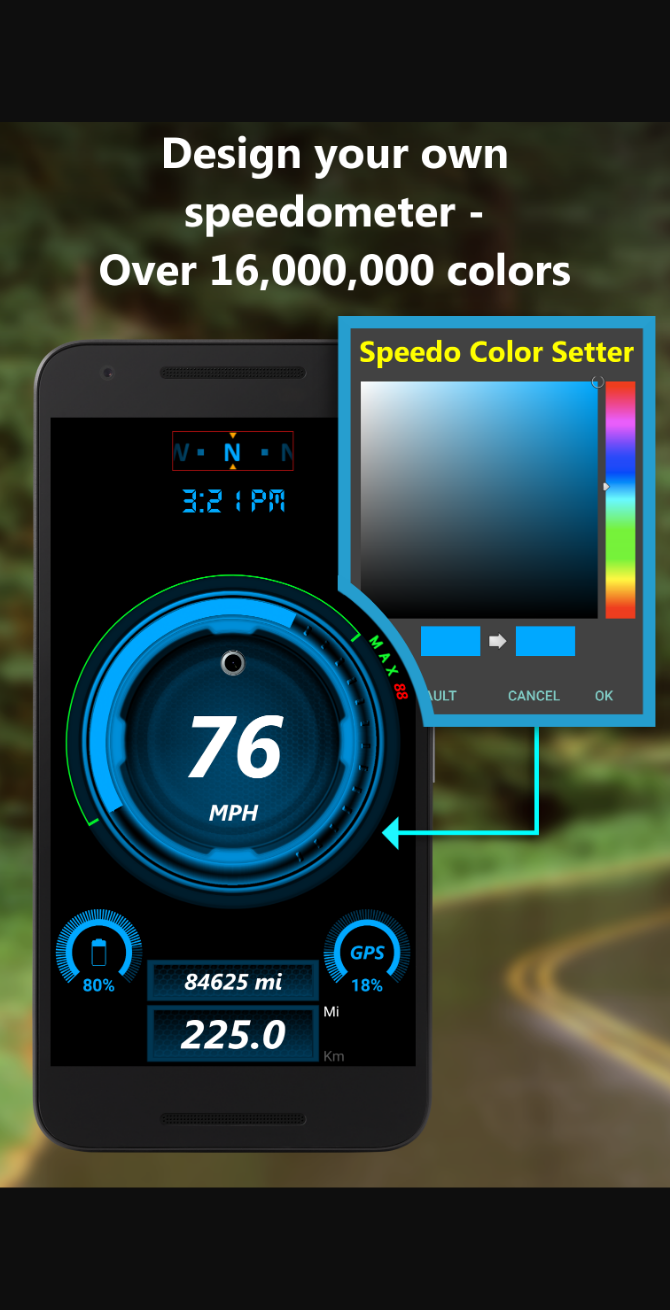 Design your own
speedometer -
Over 16,000,000 colors
Speedo Color Setter
N
3:21 PM
MAX 88
76
MPH
AULT CANCEL OK
GPS
80%
18%
84625 mi
225.0
Mi
Km